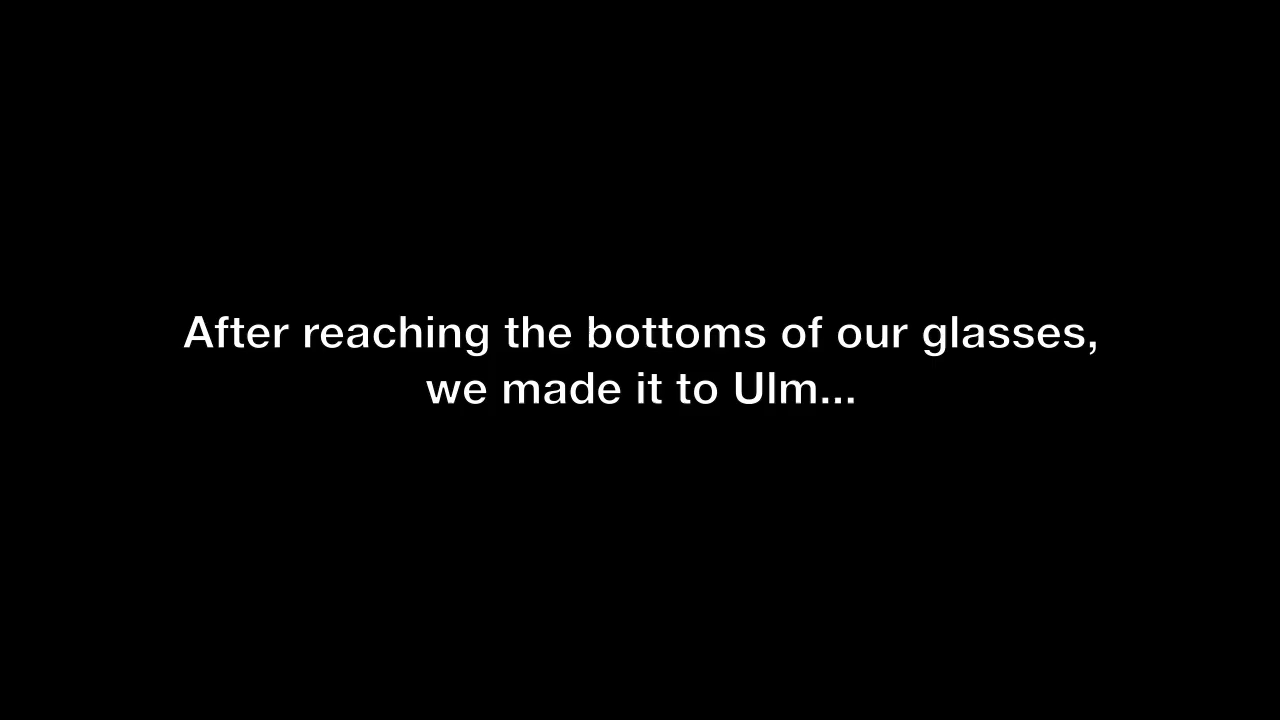 After reaching the bottoms of our glasses,
we made it to Ulm...